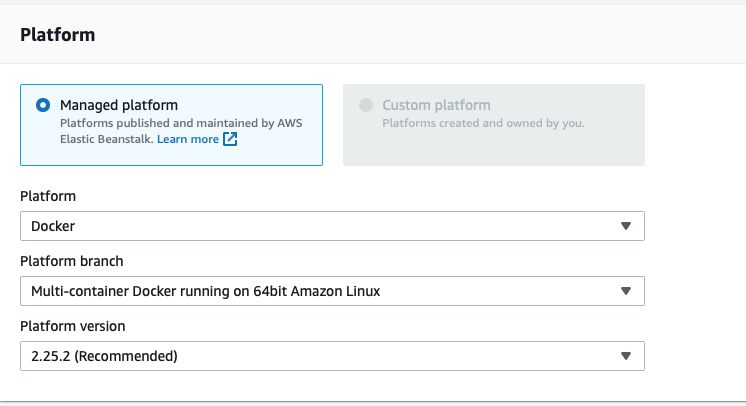 Platform
Managed platform
Platforms published and maintained by AWS
Elastic Beanstalk. Learn more
Custom platform
Platforms created and owned by you.
Platform
Docker
Platform branch
Multi-container Docker running on 64bit Amazon Linux
Platform version
2.25.2 (Recommended)